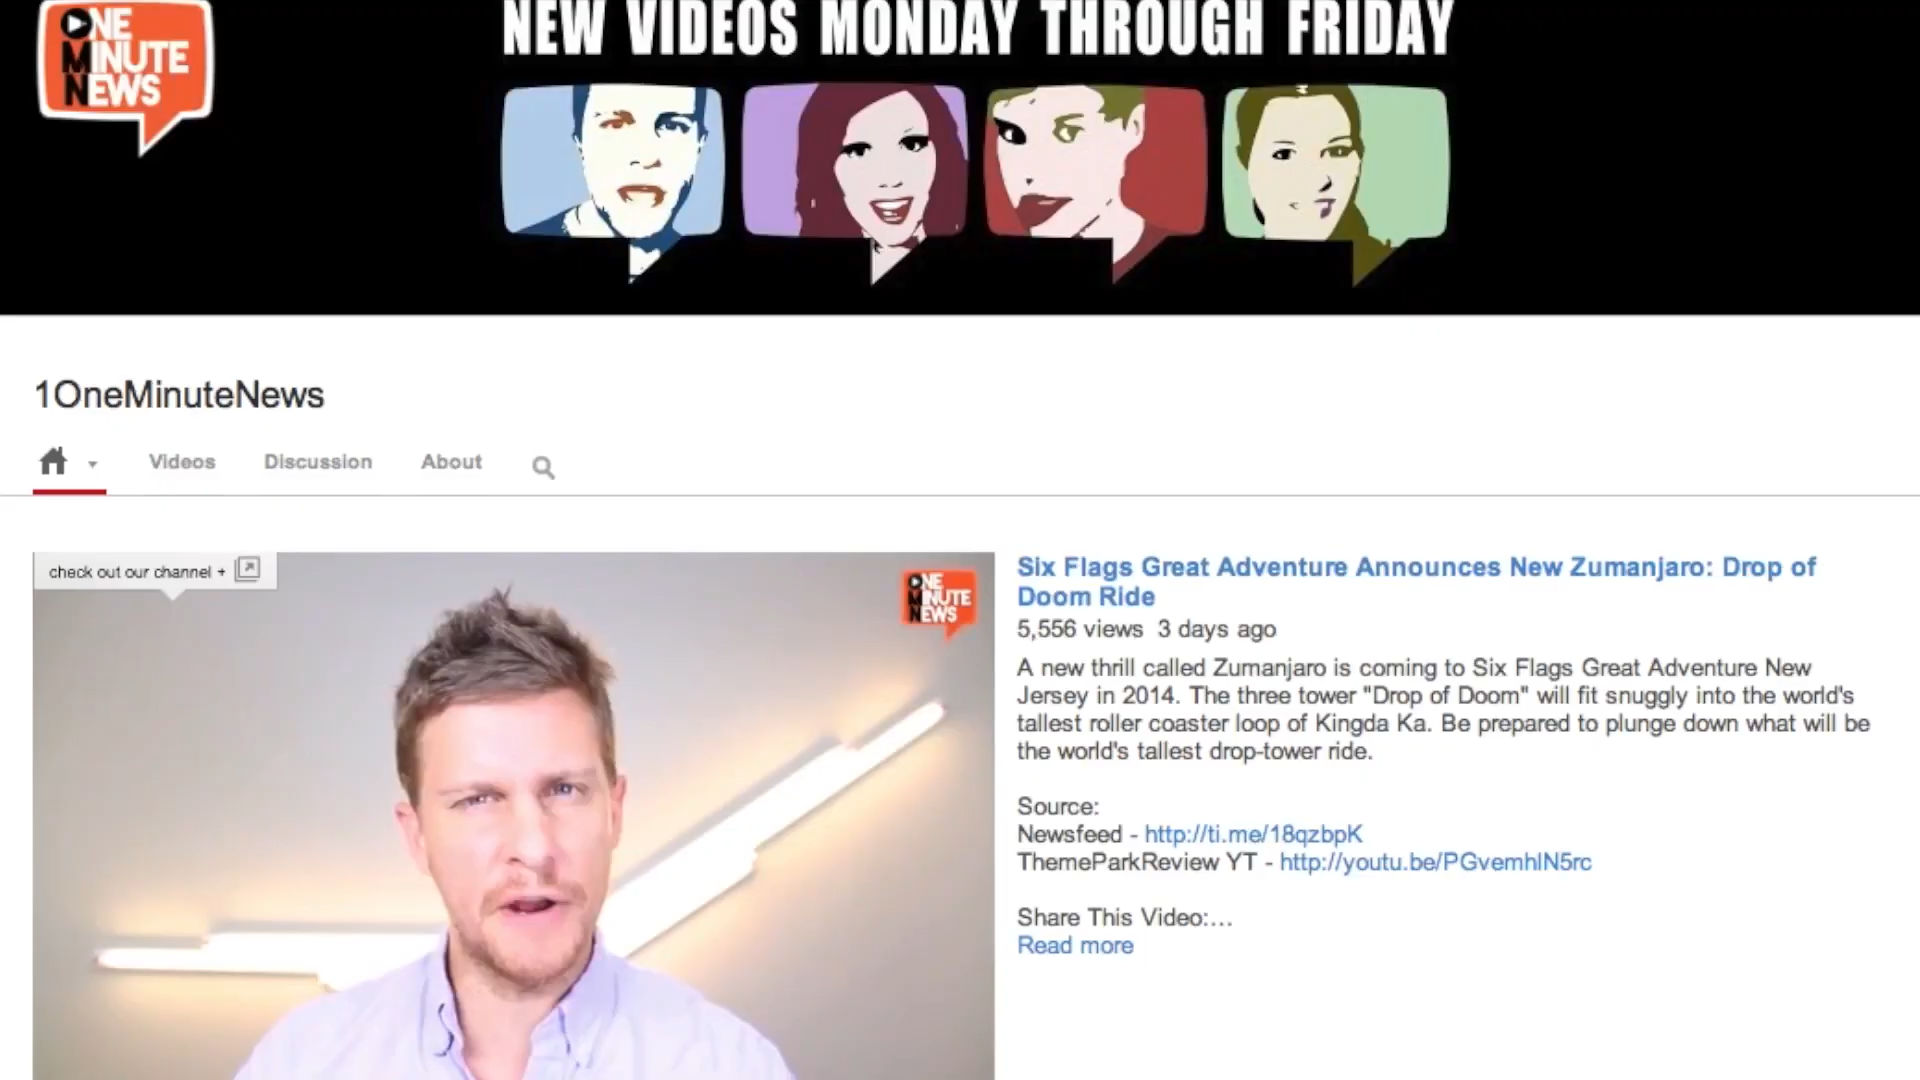 ONE
MINUTE
NEWS
NEW VIDEOS MONDAY THROUGH FRIDAY
1OneMinuteNews
Videos Discussion About
check out our channel +
ONE
MINUTE
NEWS
Six Flags Great Adventure Announces New Zumanjaro: Drop of
Doom Ride
5,556 views 3 days ago
A new thrill called Zumanjaro is coming to Six Flags Great Adventure New
Jersey in 2014. The three tower "Drop of Doom" will fit snuggly into the world's
tallest roller coaster loop of Kingda Ka. Be prepared to plunge down what will be
the world's tallest drop-tower ride.
Source:
Newsfeed - http://ti.me/18qzbpK
ThemeParkReview YT - http://youtu.be/PGvemhlN5rc
Share This Video:...
Read more